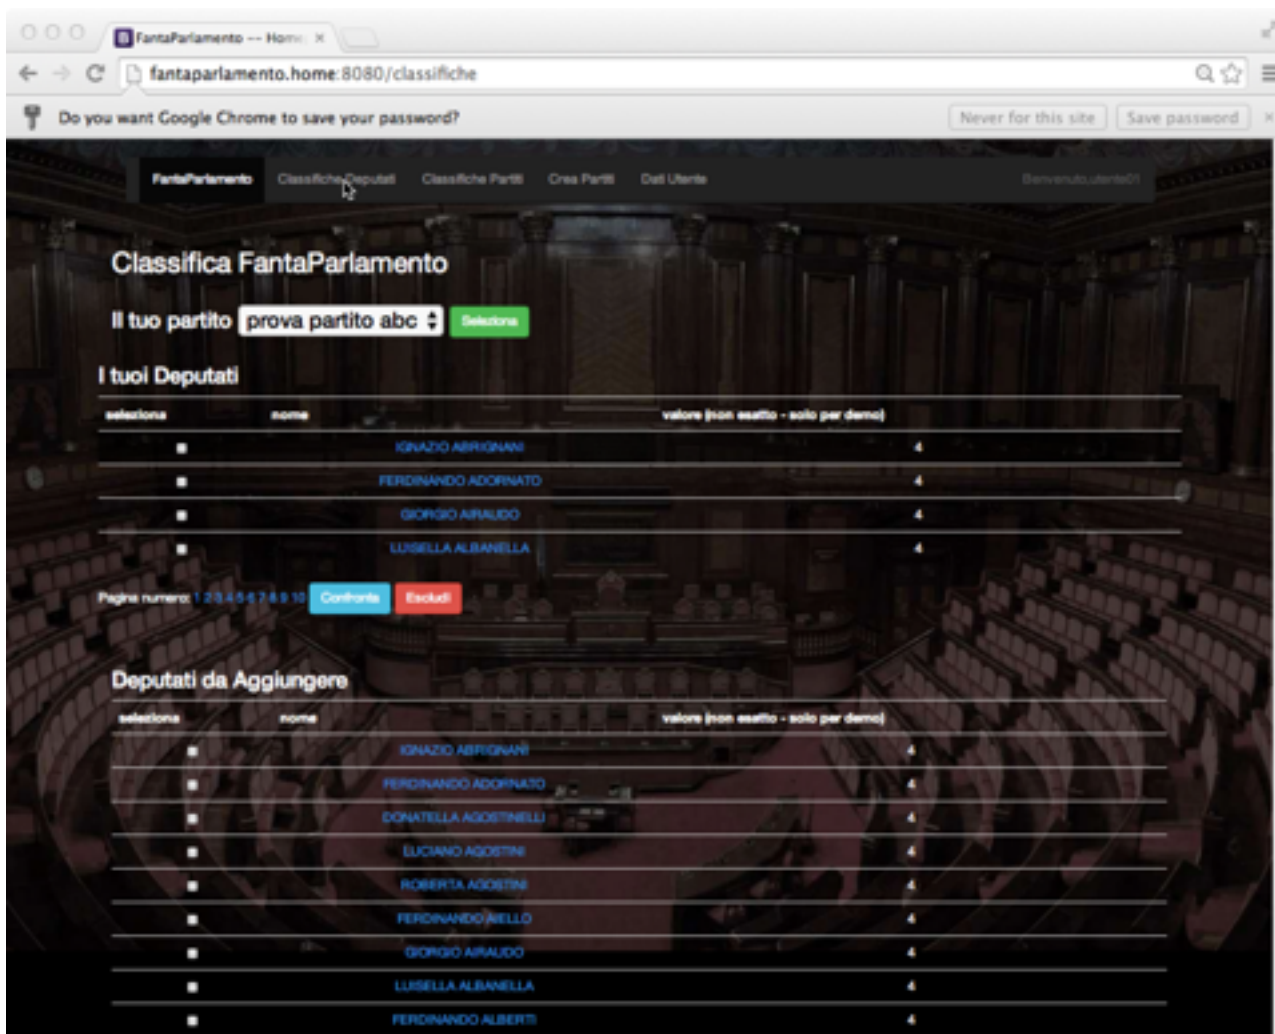 FantaParlamento -- Home
fantaparlamento.home:8080/classifiche
Do you want Google Chrome to save your password? Never for this site Save password
FantaParlamento Classifiche Deputati Classifiche Partiti Crea Partiti Dati Utente Benvenuto,utente01
Classifica FantaParlamento
Il tuo partito prova partito abc Seleziona
I tuoi Deputati
seleziona nome valore (non esatto - solo per demo)
IGNAZIO ABRIGNANI 4
FERDINANDO ADORNATO 4
GIORGIO AIRAUDO 4
LUISELLA ALBANELLA 4
Pagina numero: 1 2 3 4 5 6 7 8 9 10 Confronta Escludi
Deputati da Aggiungere
seleziona nome valore (non esatto - solo per demo)
IGNAZIO ABRIGNANI 4
FERDINANDO ADORNATO 4
DONATELLA AGOSTINELLI 4
LUCIANO AGOSTINI 4
ROBERTA AGOSTINI 4
FERDINANDO AIELLO 4
GIORGIO AIRAUDO 4
LUISELLA ALBANELLA 4
FERDINANDO ALBERTI 4